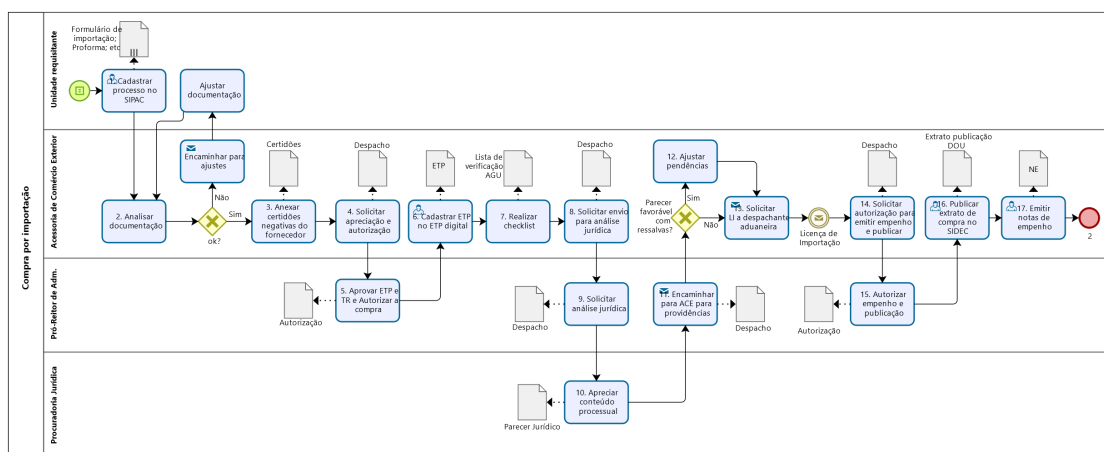 Compra por importação
Unidade requisitante
Formulário de
importação;
Proforma; etc
Cadastrar
processo no
SIPAC
Ajustar
documentação
Acessoria de Comércio Exterior
Encaminhar para
ajustes
2. Analisar
documentação
Não
Sim
ok?
Certidões
3. Anexar
certidões
negativas do
fornecedor
Despacho
4. Solicitar
apreciação e
autorização
ETP
6. Cadastrar ETP
no ETP digital
Lista de
verificação
AGU
7. Realizar
checklist
Despacho
8. Solicitar envio
para análise
jurídica
12. Ajustar
pendências
Parecer
favorável
com
ressalvas?
Sim
Não
13. Solicitar
LI a despachante
aduaneira
Licença de
Importação
Despacho
14. Solicitar
autorização para
emitir empenho
e publicar
Extrato publicação
DOU
16. Publicar
extrato de
compra no
SIDEC
NE
17. Emitir
notas de
empenho
2
Pró-Reitor de Adm.
Autorização
5. Aprovar ETP e
TR e Autorizar a
compra
Despacho
9. Solicitar
análise jurídica
11. Encaminhar
para ACE para
providências
Despacho
Autorização
15. Autorizar
empenho e
publicação
Procuradoria Jurídica
Parecer Jurídico
10. Apreciar
conteúdo
processual